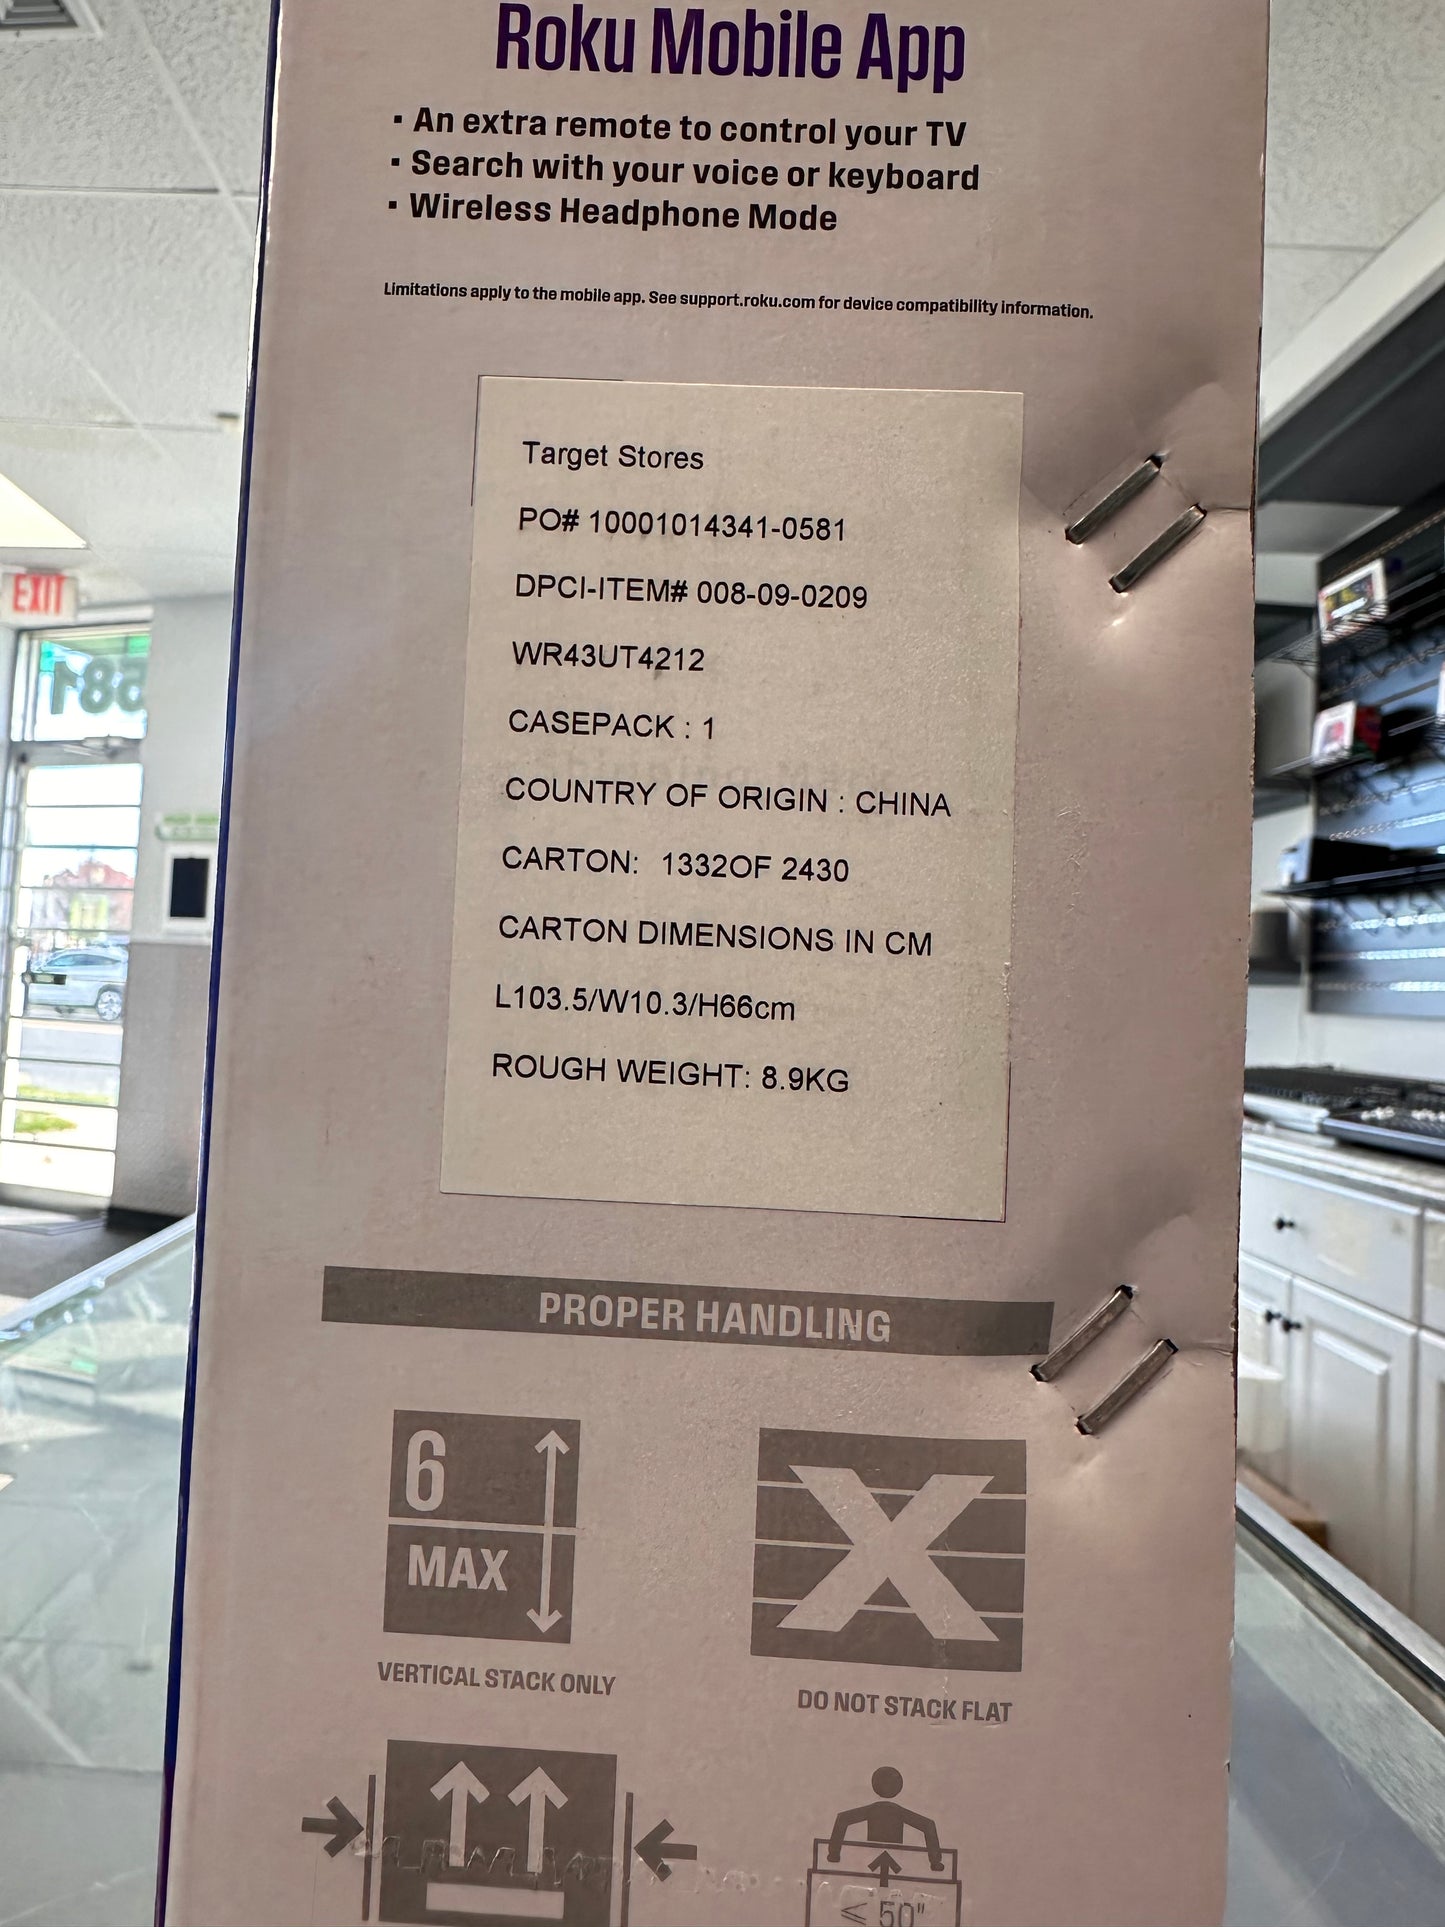 Roku Mobile App
▪ An extra remote to control your TV
▪ Search with your voice or keyboard
▪ Wireless Headphone Mode
Limitations apply to the mobile app. See support.roku.com for device compatibility information.
Target Stores
PO# 10001014341-0581
DPCI-ITEM# 008-09-0209
WR43UT4212
CASEPACK : 1
COUNTRY OF ORIGIN : CHINA
CARTON: 1332OF 2430
CARTON DIMENSIONS IN CM
L103.5/W10.3/H66cm
ROUGH WEIGHT: 8.9KG
EXIT
PROPER HANDLING
6
MAX
VERTICAL STACK ONLY
X
DO NOT STACK FLAT
≤ 50"